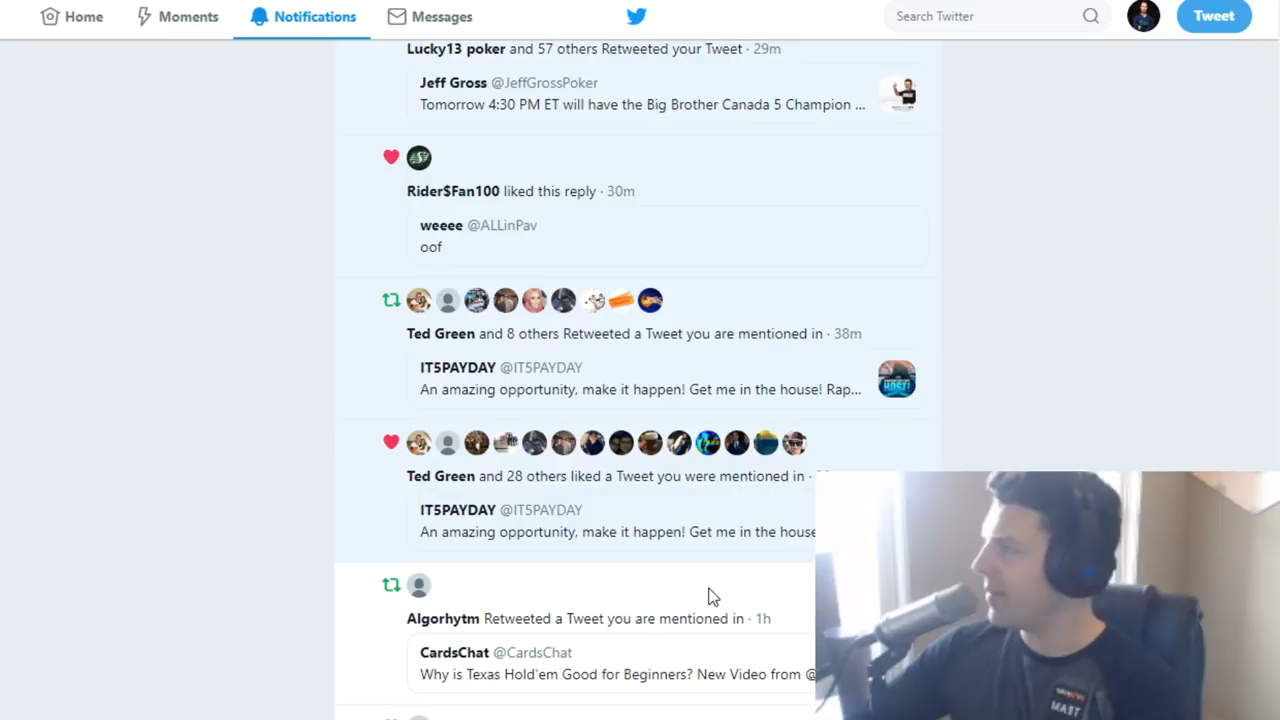 Home
Moments
Notifications
Messages
Search Twitter
Tweet
Lucky13 poker and 57 others Retweeted your Tweet · 29m
Jeff Gross @JeffGrossPoker
Tomorrow 4:30 PM ET will have the Big Brother Canada 5 Champion ...
Rider$Fan100 liked this reply · 30m
weeee @ALLinPav
oof
Ted Green and 8 others Retweeted a Tweet you are mentioned in · 38m
IT5PAYDAY @IT5PAYDAY
An amazing opportunity, make it happen! Get me in the house! Rap...
HOST!
Ted Green and 28 others liked a Tweet you were mentioned in ·
IT5PAYDAY @IT5PAYDAY
An amazing opportunity, make it happen! Get me in the house
Algorhytm Retweeted a Tweet you are mentioned in · 1h
CardsChat @CardsChat
Why is Texas Hold'em Good for Beginners? New Video from @